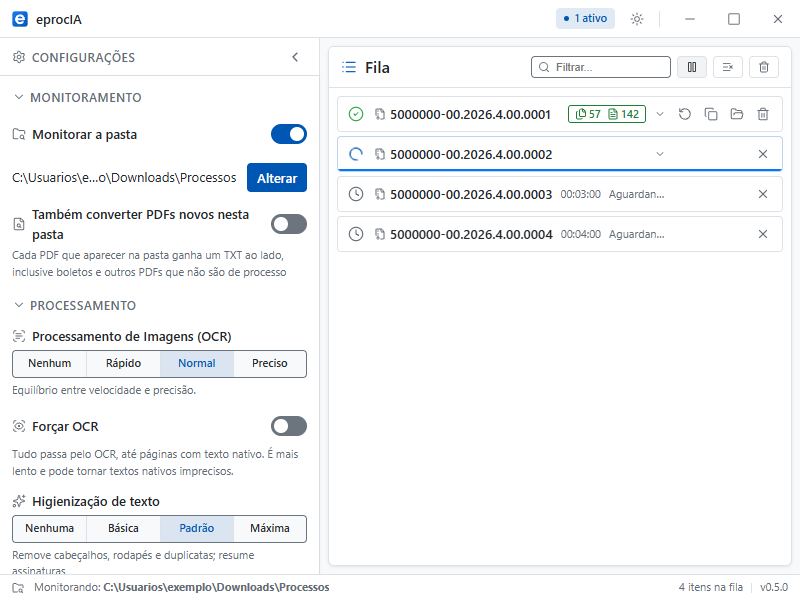 eprocIA
1 ativo
CONFIGURAÇÕES
MONITORAMENTO
Monitorar a pasta
C:\Usuarios\e...o\Downloads\Processos
Alterar
Também converter PDFs novos nesta
pasta
Cada PDF que aparecer na pasta ganha um TXT ao lado,
inclusive boletos e outros PDFs que não são de processo
PROCESSAMENTO
Processamento de Imagens (OCR)
Nenhum Rápido Normal Preciso
Equilíbrio entre velocidade e precisão.
Forçar OCR
Tudo passa pelo OCR, até páginas com texto nativo. É mais
lento e pode tornar textos nativos imprecisos.
Higienização de texto
Nenhuma Básica Padrão Máxima
Remove cabeçalhos, rodapés e duplicatas; resume
assinaturas
Fila
Filtrar...
5000000-00.2026.4.00.0001 57 142
5000000-00.2026.4.00.0002
5000000-00.2026.4.00.0003 00:03:00 Aguardan...
5000000-00.2026.4.00.0004 00:04:00 Aguardan...
Monitorando: C:\Usuarios\exemplo\Downloads\Processos
4 itens na fila v0.5.0